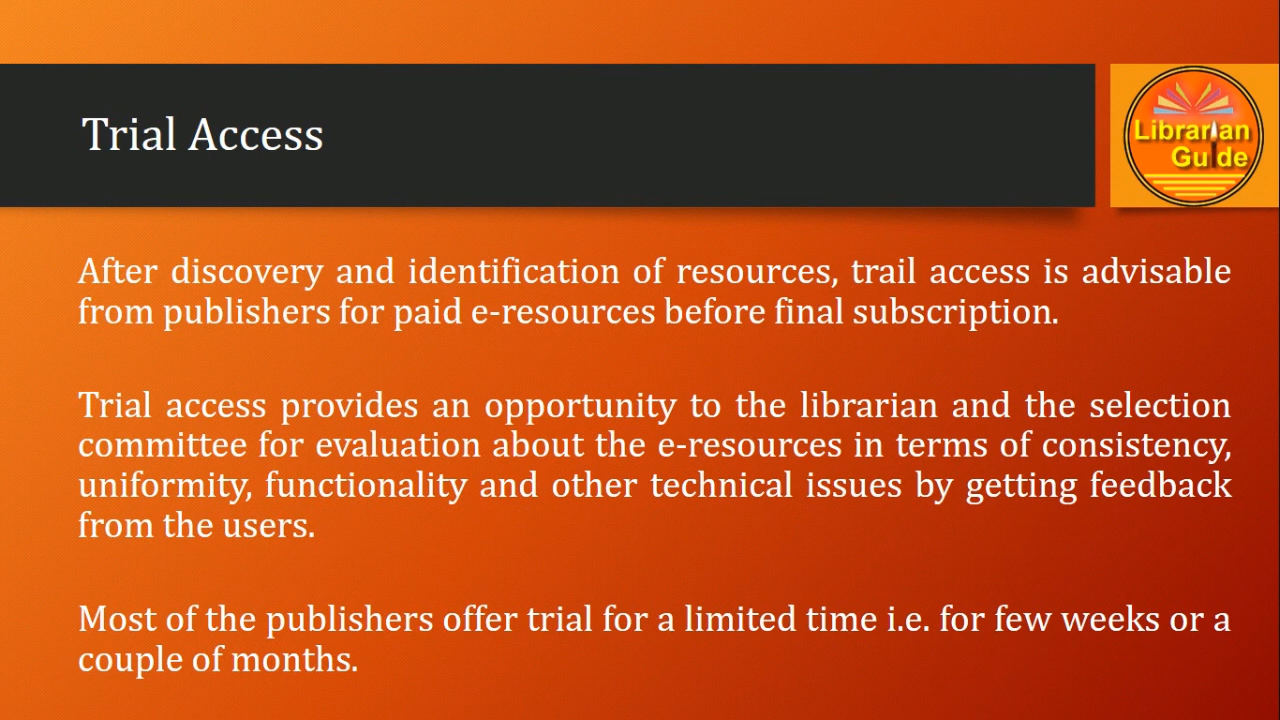 Trial Access
Librarian
Guide
After discovery and identification of resources, trail access is advisable
from publishers for paid e-resources before final subscription.
Trial access provides an opportunity to the librarian and the selection
committee for evaluation about the e-resources in terms of consistency,
uniformity, functionality and other technical issues by getting feedback
from the users.
Most of the publishers offer trial for a limited time i.e. for few weeks or a
couple of months.